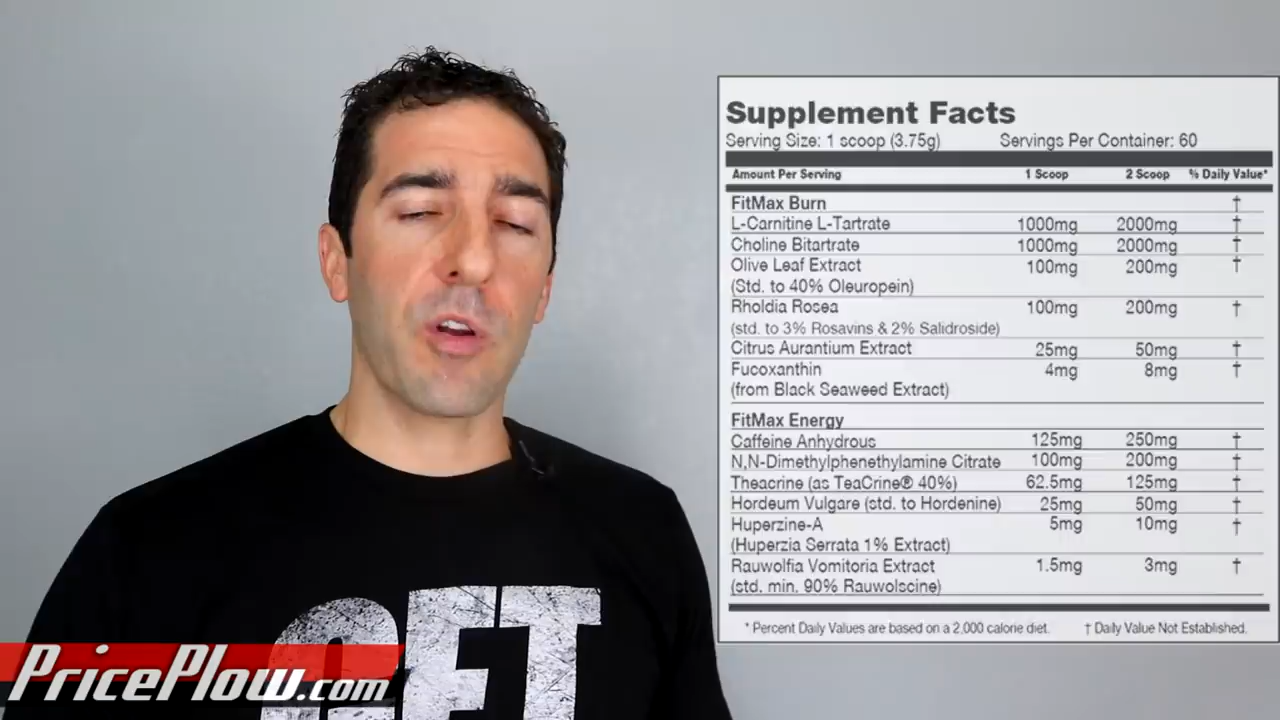 Supplement Facts
Serving Size: 1 scoop (3.75g) Servings Per Container: 60
Amount Per Serving 1 Scoop 2 Scoop % Daily Value*
FitMax Burn †
L-Carnitine L-Tartrate 1000mg 2000mg †
Choline Bitartrate 1000mg 2000mg †
Olive Leaf Extract 100mg 200mg †
(Std. to 40% Oleuropein)
Rholdia Rosea 100mg 200mg †
(std. to 3% Rosavins & 2% Salidroside)
Citrus Aurantium Extract 25mg 50mg †
Fucoxanthin 4mg 8mg †
(from Black Seaweed Extract)
FitMax Energy
Caffeine Anhydrous 125mg 250mg †
N,N-Dimethylphenethylamine Citrate 100mg 200mg †
Theacrine (as TeaCrine® 40%) 62.5mg 125mg †
Hordeum Vulgare (std. to Hordenine) 25mg 50mg †
Huperzine-A 5mg 10mg †
(Huperzia Serrata 1% Extract)
Rauwolfia Vomitoria Extract 1.5mg 3mg †
(std. min. 90% Rauwolscine)
* Percent Daily Values are based on a 2,000 calorie diet. † Daily Value Not Established.
GET
PricePlow.com